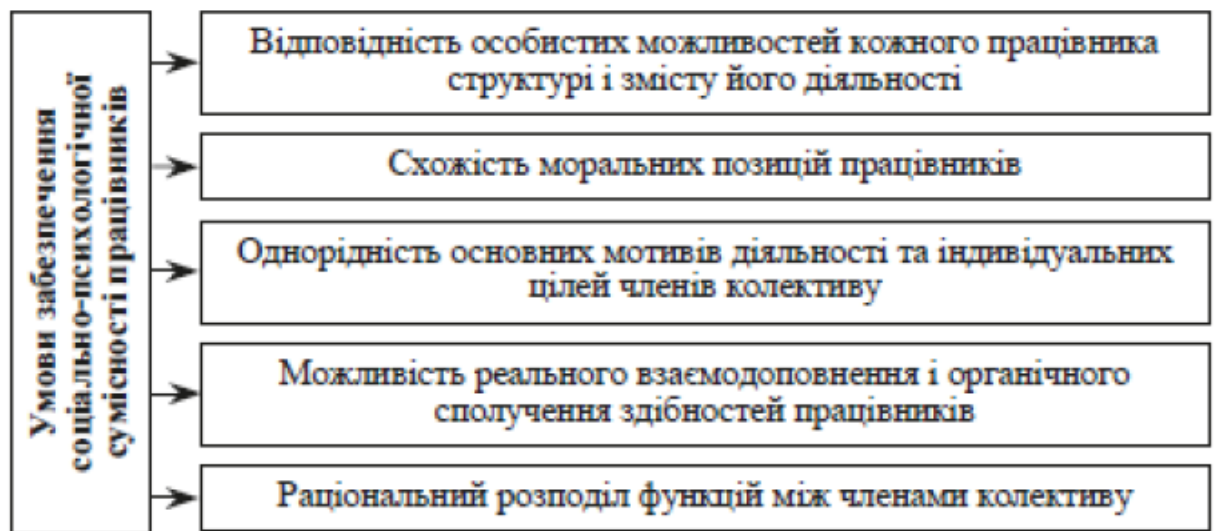 Умови забезпечення
соціально-психологічної
сумісності працівників
Відповідність особистих можливостей кожного працівника
структурі і змісту його діяльності
Схожість моральних позицій працівників
Однорідність основних мотивів діяльності та індивідуальних
цілей членів колективу
Можливість реального взаємодоповнення і органічного
сполучення здібностей працівників
Раціональний розподіл функцій між членами колективу